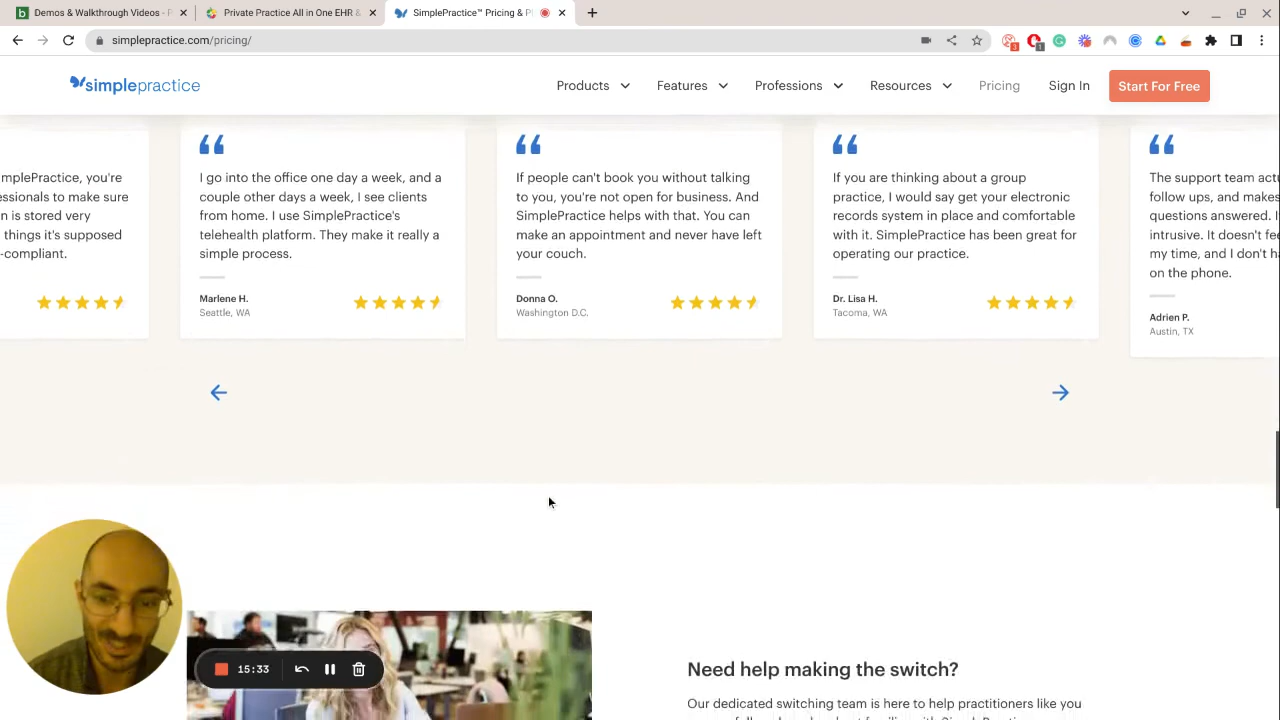 Demos & Walkthrough Videos - P
Private Practice All in One EHR &
SimplePractice™ Pricing & Pl
simplepractice.com/pricing/
simplepractice
Products
Features
Professions
Resources
Pricing
Sign In
Start For Free
mplePractice, you're
essionals to make sure
n is stored very
things it's supposed
-compliant.
I go into the office one day a week, and a
couple other days a week, I see clients
from home. I use SimplePractice's
telehealth platform. They make it really a
simple process.
Marlene H.
Seattle, WA
If people can't book you without talking
to you, you're not open for business. And
SimplePractice helps with that. You can
make an appointment and never have left
your couch.
Donna O.
Washington D.C.
If you are thinking about a group
practice, I would say get your electronic
records system in place and comfortable
with it. SimplePractice has been great for
operating our practice.
Dr. Lisa H.
Tacoma, WA
The support team actu
follow ups, and makes
questions answered. I
intrusive. It doesn't fee
my time, and I don't ha
on the phone.
Adrien P.
Austin, TX
15:33
Need help making the switch?
Our dedicated switching team is here to help practitioners like you